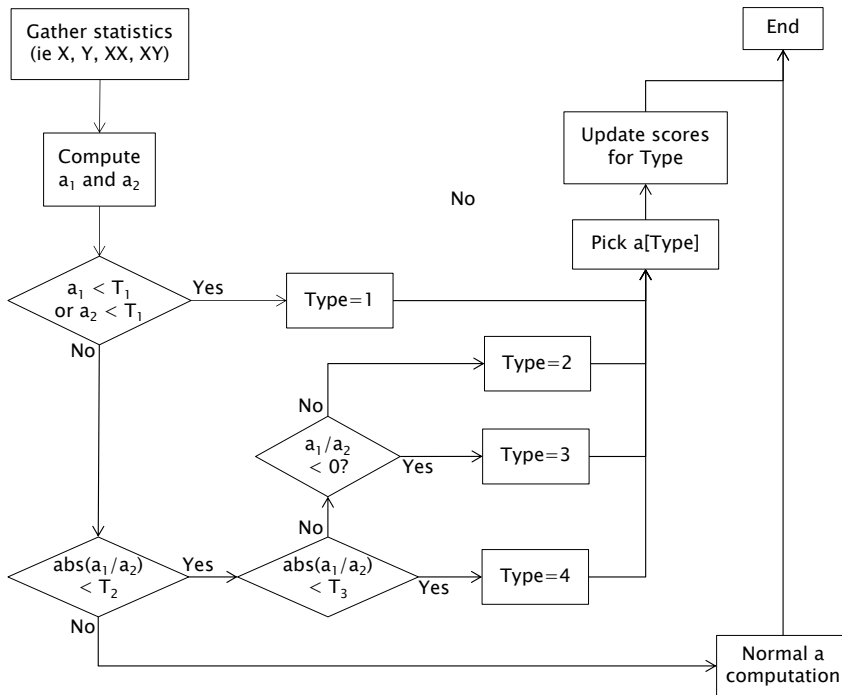 Gather statistics
(ie X, Y, XX, XY)
End
Compute
a₁ and a₂
Update scores
for Type
No
Pick a[Type]
a₁ < T₁
or a₂ < T₁
Yes
Type=1
No
Type=2
No
a₁/a₂
< 0?
Yes
Type=3
No
abs(a₁/a₂)
< T₂
Yes
abs(a₁/a₂)
< T₃
Yes
Type=4
No
Normal a
computation